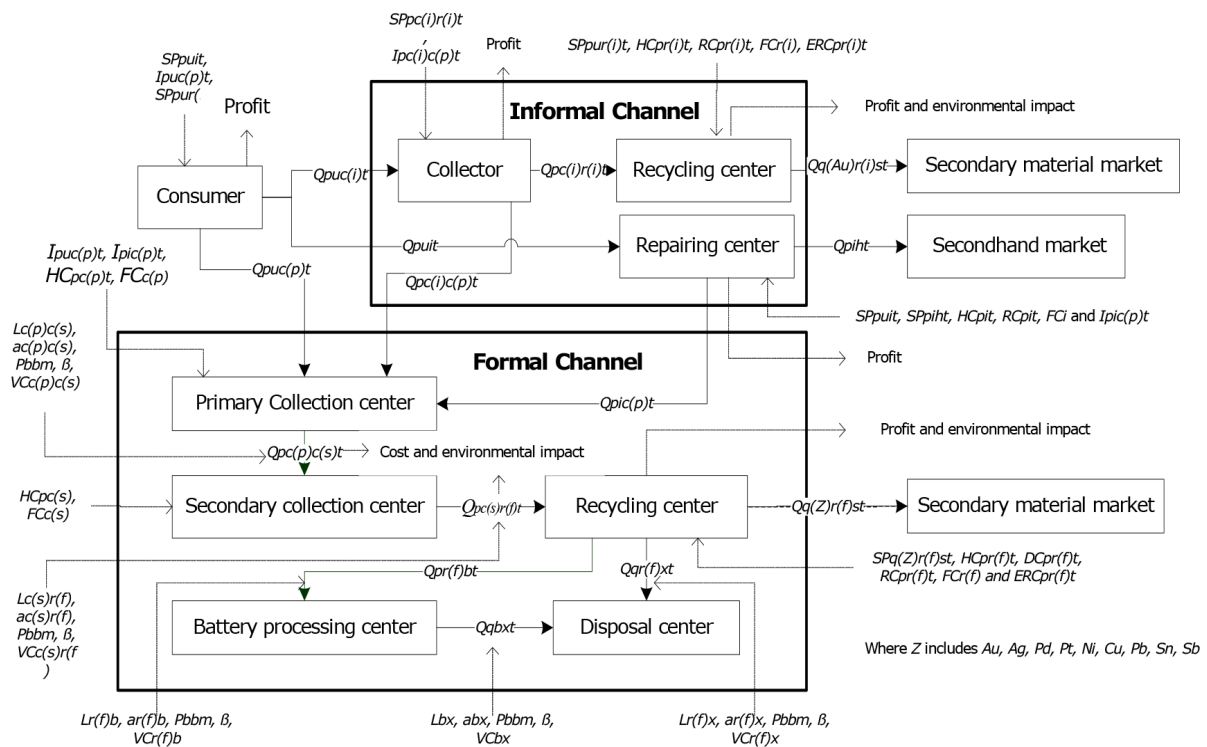 SPpc(i)r(i)t
,
Ipc(i)c(p)t
Profit
SPpur(i)t, HCpr(i)t, RCpr(i)t, FCr(i), ERCpr(i)t
SPpuit,
Ipuc(p)t,
SPpur(
Profit
Informal Channel
Profit and environmental impact
Consumer
Qpuc(i)t
Collector
Qpc(i)r(i)t
Recycling center
Qq(Au)r(i)st
Secondary material market
Qpuit
Repairing center
Qpiht
Secondhand market
Ipuc(p)t, Ipic(p)t,
HCpc(p)t, FCc(p)
Qpuc(p)t
Qpc(i)c(p)t
SPpuit, SPpiht, HCpit, RCpit, FCi and Ipic(p)t
Lc(p)c(s),
ac(p)c(s),
Pbbm, ß,
VCc(p)c(s)
Formal Channel
Profit
Primary Collection center
Qpic(p)t
Profit and environmental impact
Qpc(p)c(s)t
Cost and environmental impact
HCpc(s),
FCc(s)
Secondary collection center
Qpc(s)r(f)t
Recycling center
Qq(Z)r(f)st
Secondary material market
SPq(Z)r(f)st, HCpr(f)t, DCpr(f)t,
RCpr(f)t, FCr(f) and ERCpr(f)t
Qpr(f)bt
Qqr(f)xt
Lc(s)r(f),
ac(s)r(f),
Pbbm, ß,
VCc(s)r(f
)
Battery processing center
Qqbxt
Disposal center
Where Z includes Au, Ag, Pd, Pt, Ni, Cu, Pb, Sn, Sb
Lr(f)b, ar(f)b, Pbbm, ß,
VCr(f)b
Lbx, abx, Pbbm, ß,
VCbx
Lr(f)x, ar(f)x, Pbbm, ß,
VCr(f)x